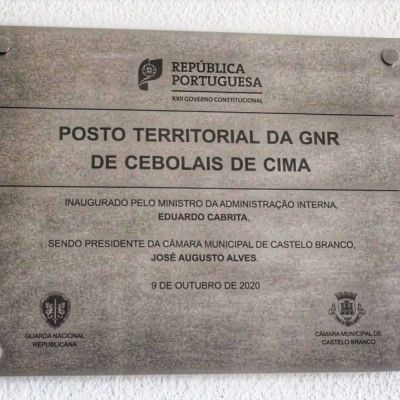 REPÚBLICA
PORTUGUESA
XXII GOVERNO CONSTITUCIONAL
POSTO TERRITORIAL DA GNR
DE CEBOLAIS DE CIMA
INAUGURADO PELO MINISTRO DA ADMINISTRAÇÃO INTERNA,
EDUARDO CABRITA,
SENDO PRESIDENTE DA CÂMARA MUNICIPAL DE CASTELO BRANCO,
JOSÉ AUGUSTO ALVES.
9 DE OUTUBRO DE 2020
GUARDA NACIONAL
REPUBLICANA
CÂMARA MUNICIPAL DE
CASTELO BRANCO